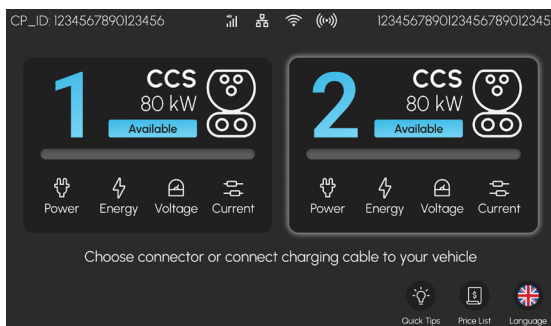 CP_ID: 1234567890123456 1234567890123456789012345
1 CCS
80 kW
Available
Power Energy Voltage Current
2 CCS
80 kW
Available
Power Energy Voltage Current
Choose connector or connect charging cable to your vehicle
Quick Tips Price List Language